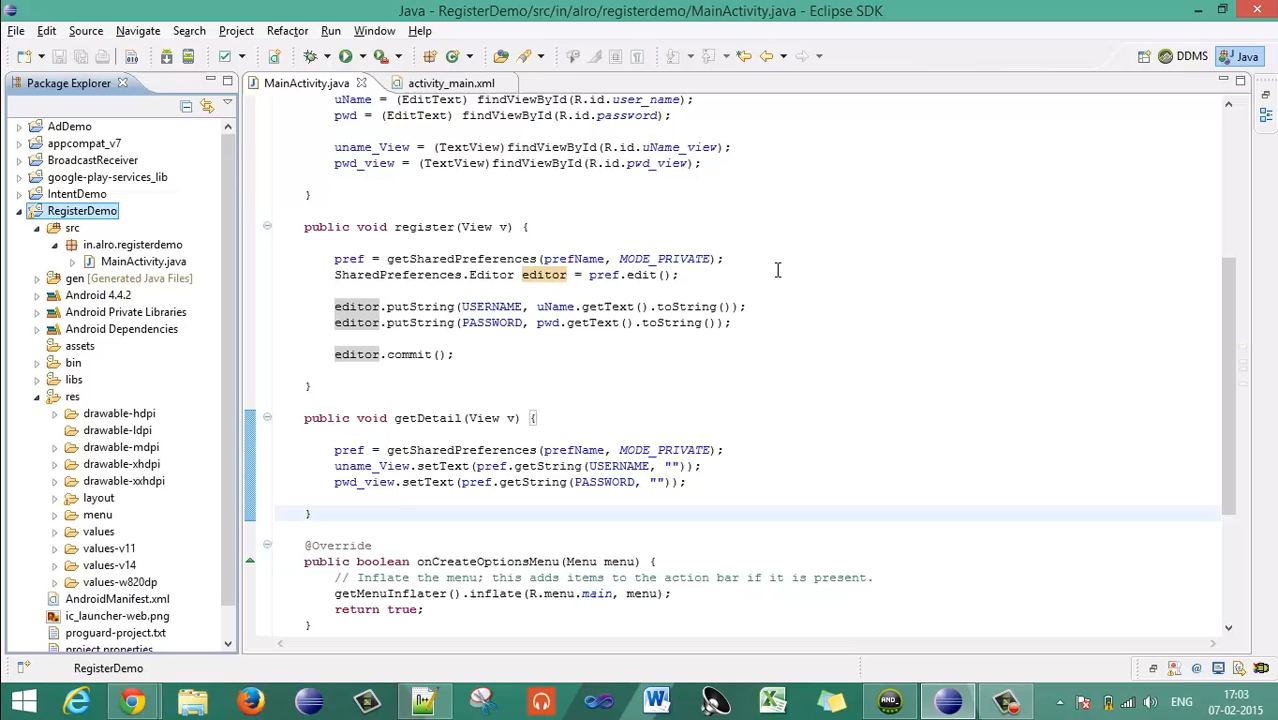 Java - RegisterDemo/src/in/alro/registerdemo/MainActivity.java - Eclipse SDK
File Edit Source Navigate Search Project Refactor Run Window Help
DDMS Java
Package Explorer
MainActivity.java
activity_main.xml
AdDemo
appcompat_v7
BroadcastReceiver
google-play-services_lib
IntentDemo
RegisterDemo
src
in.alro.registerdemo
MainActivity.java
gen [Generated Java Files]
Android 4.4.2
Android Private Libraries
Android Dependencies
assets
bin
libs
res
drawable-hdpi
drawable-ldpi
drawable-mdpi
drawable-xhdpi
drawable-xxhdpi
layout
menu
values
values-v11
values-v14
values-w820dp
AndroidManifest.xml
ic_launcher-web.png
proguard-project.txt
project.properties
uName = (EditText) findViewById(R.id.user_name);
pwd = (EditText) findViewById(R.id.password);
uname_View = (TextView)findViewById(R.id.uName_view);
pwd_view = (TextView)findViewById(R.id.pwd_view);
}
public void register(View v) {
pref = getSharedPreferences(prefName, MODE_PRIVATE);
SharedPreferences.Editor editor = pref.edit();
editor.putString(USERNAME, uName.getText().toString());
editor.putString(PASSWORD, pwd.getText().toString());
editor.commit();
}
public void getDetail(View v) {
pref = getSharedPreferences(prefName, MODE_PRIVATE);
uname_View.setText(pref.getString(USERNAME, ""));
pwd_view.setText(pref.getString(PASSWORD, ""));
}
@Override
public boolean onCreateOptionsMenu(Menu menu) {
// Inflate the menu; this adds items to the action bar if it is present.
getMenuInflater().inflate(R.menu.main, menu);
return true;
}
RegisterDemo
ENG
17:03
07-02-2015